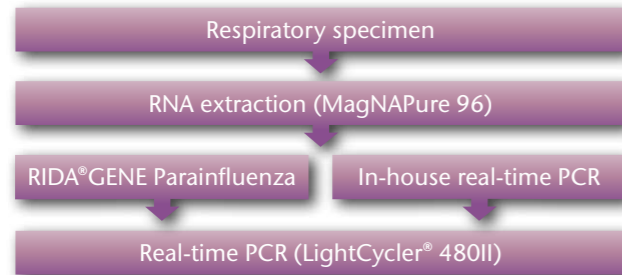 Respiratory specimen
RNA extraction (MagNAPure 96)
RIDA®GENE Parainfluenza
In-house real-time PCR
Real-time PCR (LightCycler® 480II)